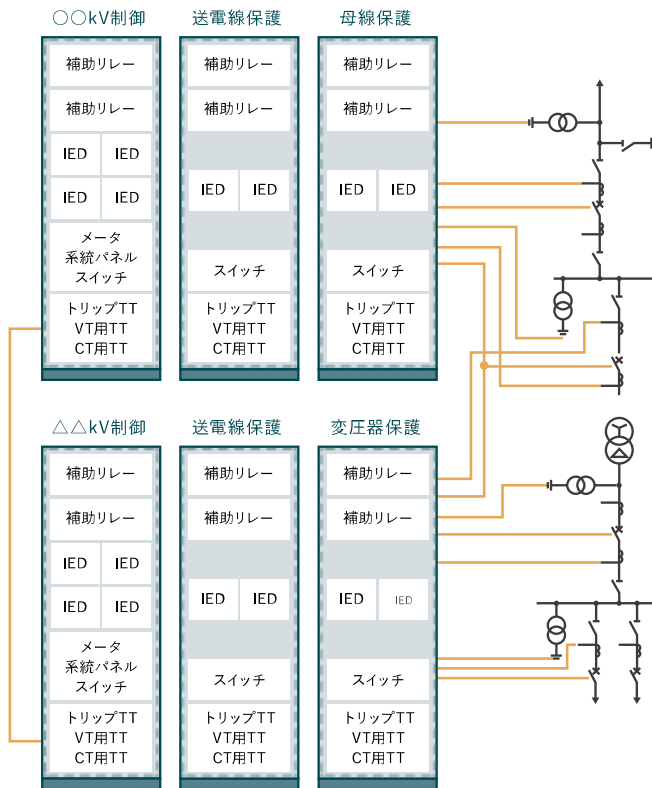 ○○kV制御
補助リレー
補助リレー
IED IED
IED IED
メータ
系統パネル
スイッチ
トリップTT
VT用TT
CT用TT
送電線保護
補助リレー
補助リレー
IED IED
スイッチ
トリップTT
VT用TT
CT用TT
母線保護
補助リレー
補助リレー
IED IED
スイッチ
トリップTT
VT用TT
CT用TT
△△kV制御
補助リレー
補助リレー
IED IED
IED IED
メータ
系統パネル
スイッチ
トリップTT
VT用TT
CT用TT
送電線保護
補助リレー
補助リレー
IED IED
スイッチ
トリップTT
VT用TT
CT用TT
変圧器保護
補助リレー
補助リレー
IED IED
スイッチ
トリップTT
VT用TT
CT用TT